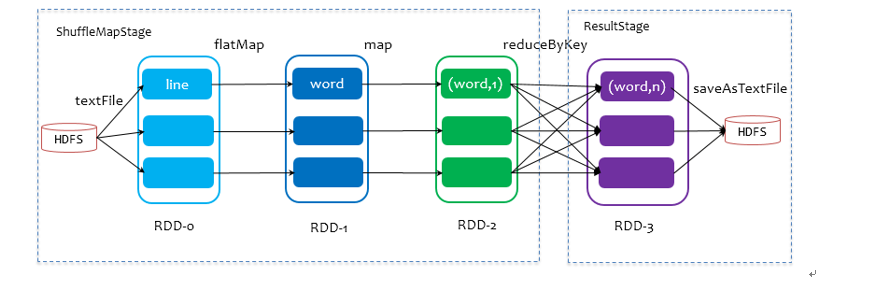 ShuffleMapStage
ResultStage
flatMap
map
reduceByKey
textFile
line
word
(word,1)
(word,n)
saveAsTextFile
HDFS
HDFS
RDD-0
RDD-1
RDD-2
RDD-3